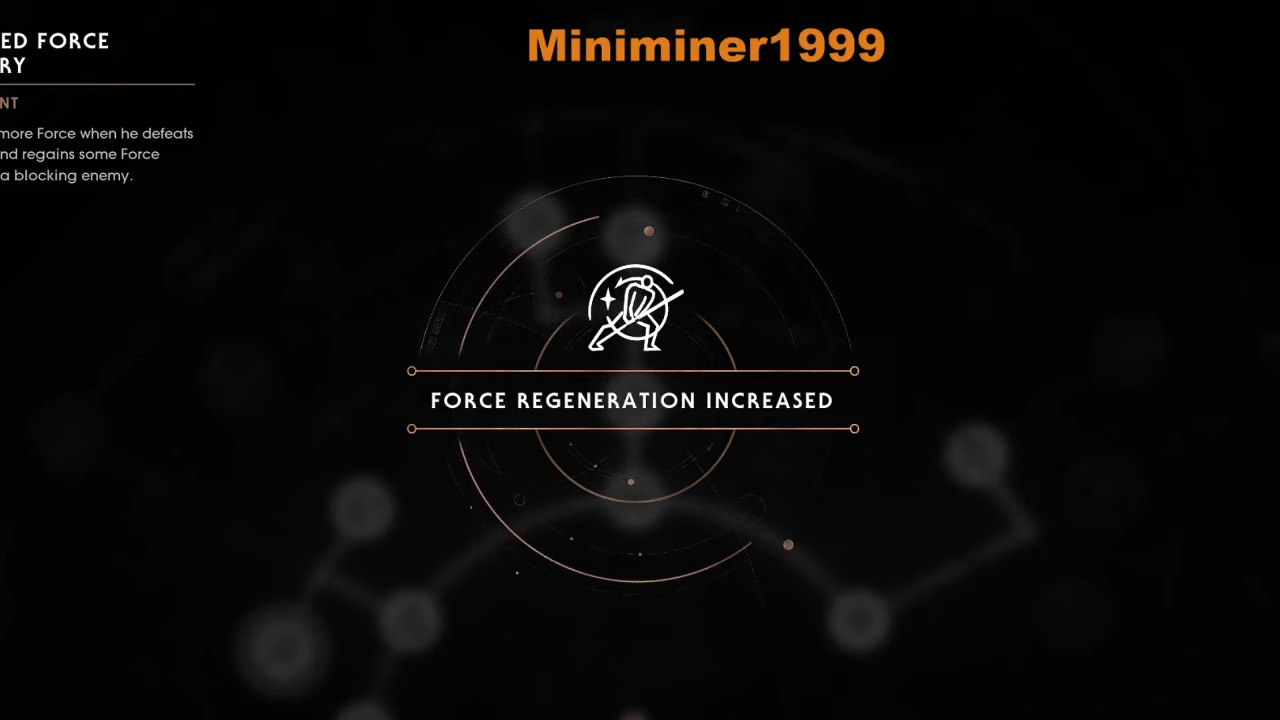 ED FORCE
RY
NT
more Force when he defeats
nd regains some Force
a blocking enemy.
Miniminer1999
FORCE REGENERATION INCREASED